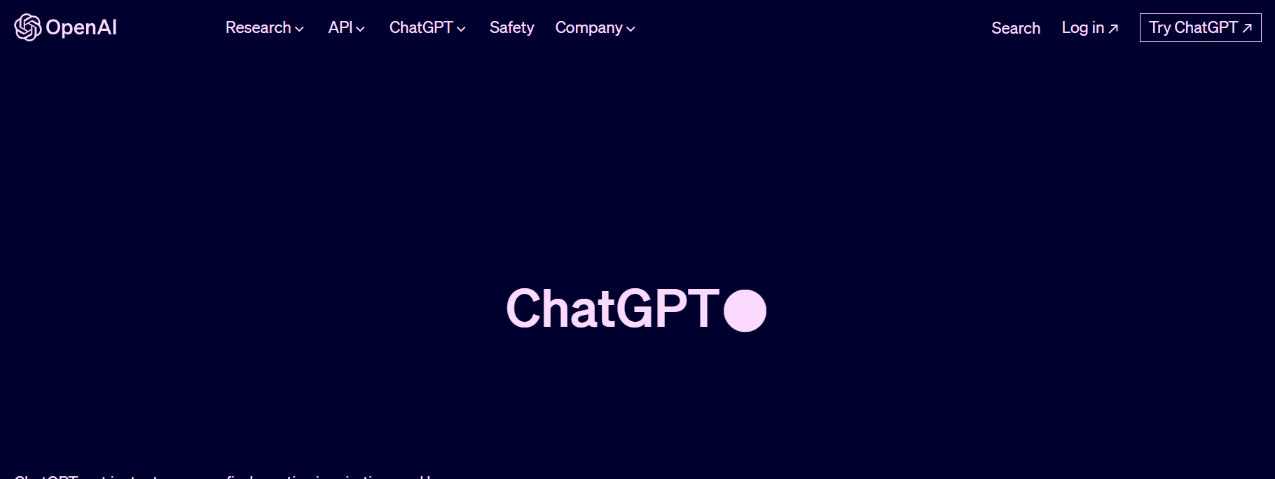 OpenAI
Research
API
ChatGPT
Safety
Company
Search
Log in
Try ChatGPT
ChatGPT